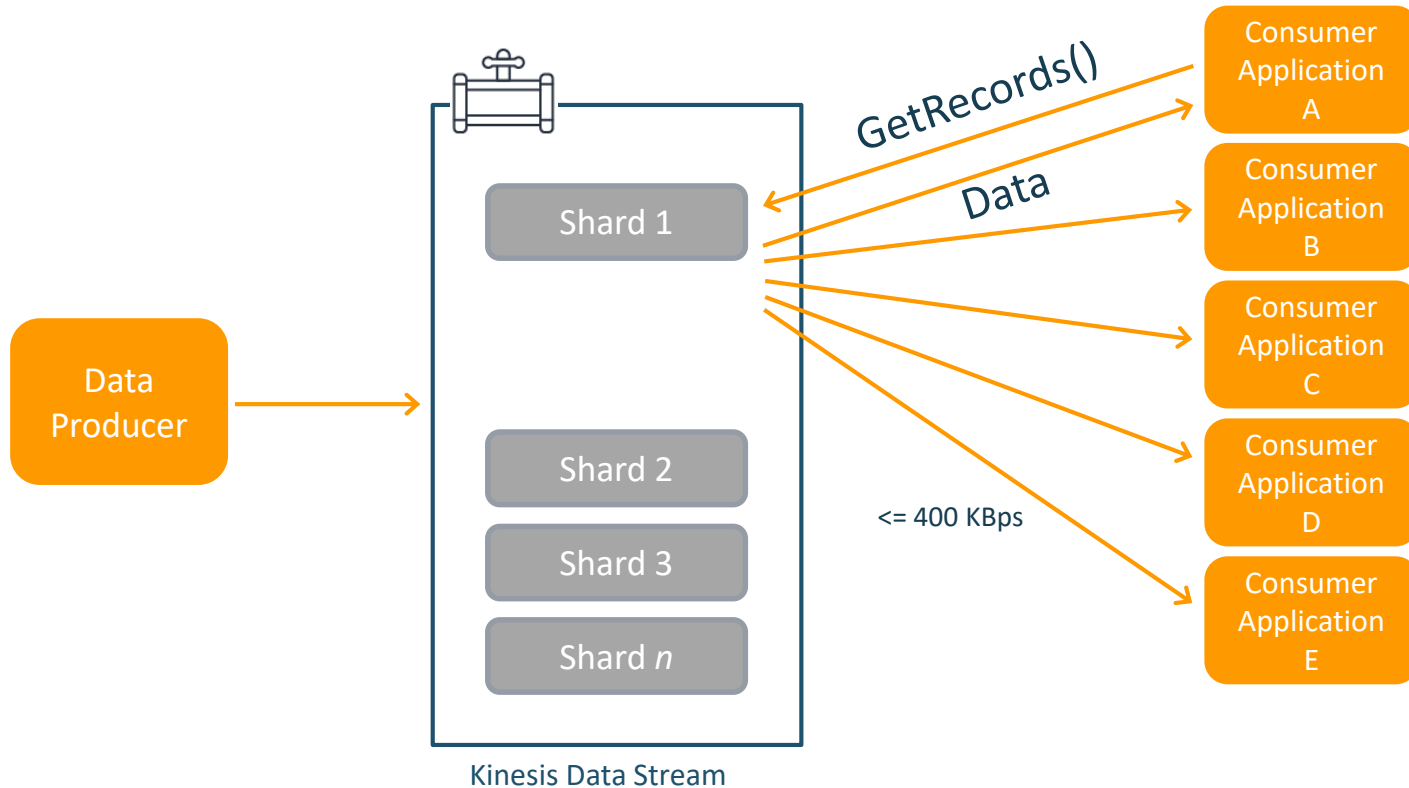 Data
Producer
Shard 1
Shard 2
Shard 3
Shard n
Kinesis Data Stream
GetRecords()
Data
<= 400 KBps
Consumer
Application
A
Consumer
Application
B
Consumer
Application
C
Consumer
Application
D
Consumer
Application
E